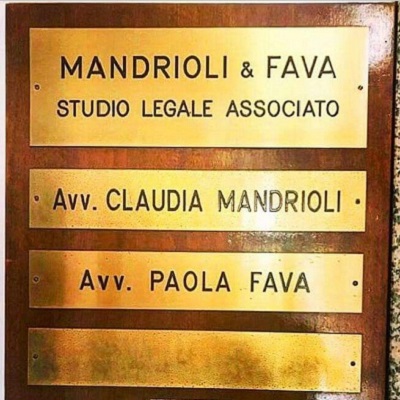 MANDRIOLI & FAVA
STUDIO LEGALE ASSOCIATO
Avv. CLAUDIA MANDRIOLI
Avv. PAOLA FAVA